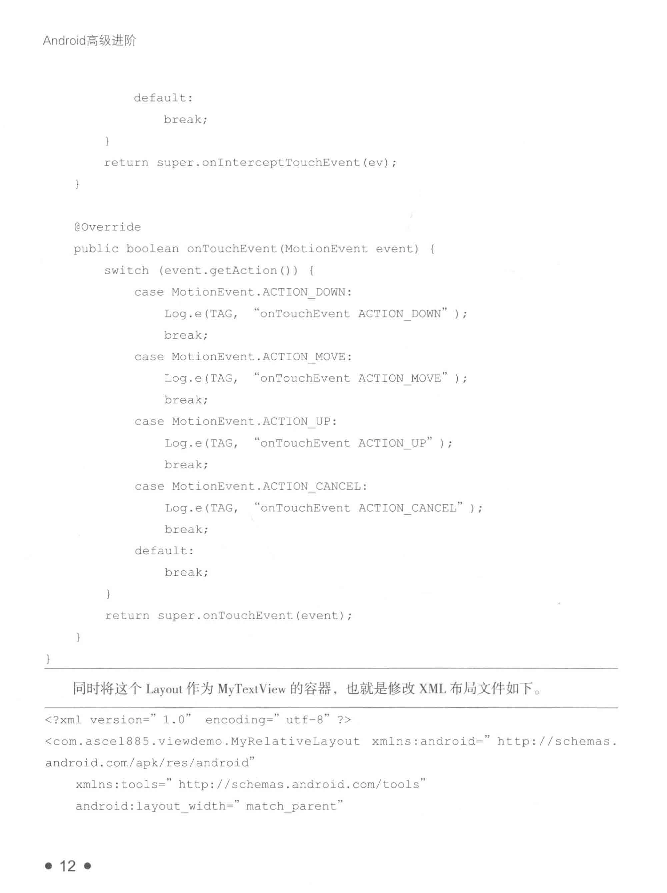 Android高级进阶
default:
break;
}
return super.onInterceptTouchEvent(ev);
}
@Override
public boolean onTouchEvent(MotionEvent event) {
switch (event.getAction()) {
case MotionEvent.ACTION_DOWN:
Log.e(TAG, “onTouchEvent ACTION_DOWN”);
break;
case MotionEvent.ACTION_MOVE:
Log.e(TAG, “onTouchEvent ACTION_MOVE”);
break;
case MotionEvent.ACTION_UP:
Log.e(TAG, “onTouchEvent ACTION_UP”);
break;
case MotionEvent.ACTION_CANCEL:
Log.e(TAG, “onTouchEvent ACTION_CANCEL”);
break;
default:
break;
}
return super.onTouchEvent(event);
}
}
同时将这个 Layout 作为 MyTextView 的容器，也就是修改 XML 布局文件如下。
<?xml version=”1.0” encoding=”utf-8”?>
<com.asce1885.viewdemo.MyRelativeLayout xmlns:android=”http://schemas.
android.com/apk/res/android”
xmlns:tools=”http://schemas.android.com/tools”
android:layout_width=”match_parent”
● 12 ●